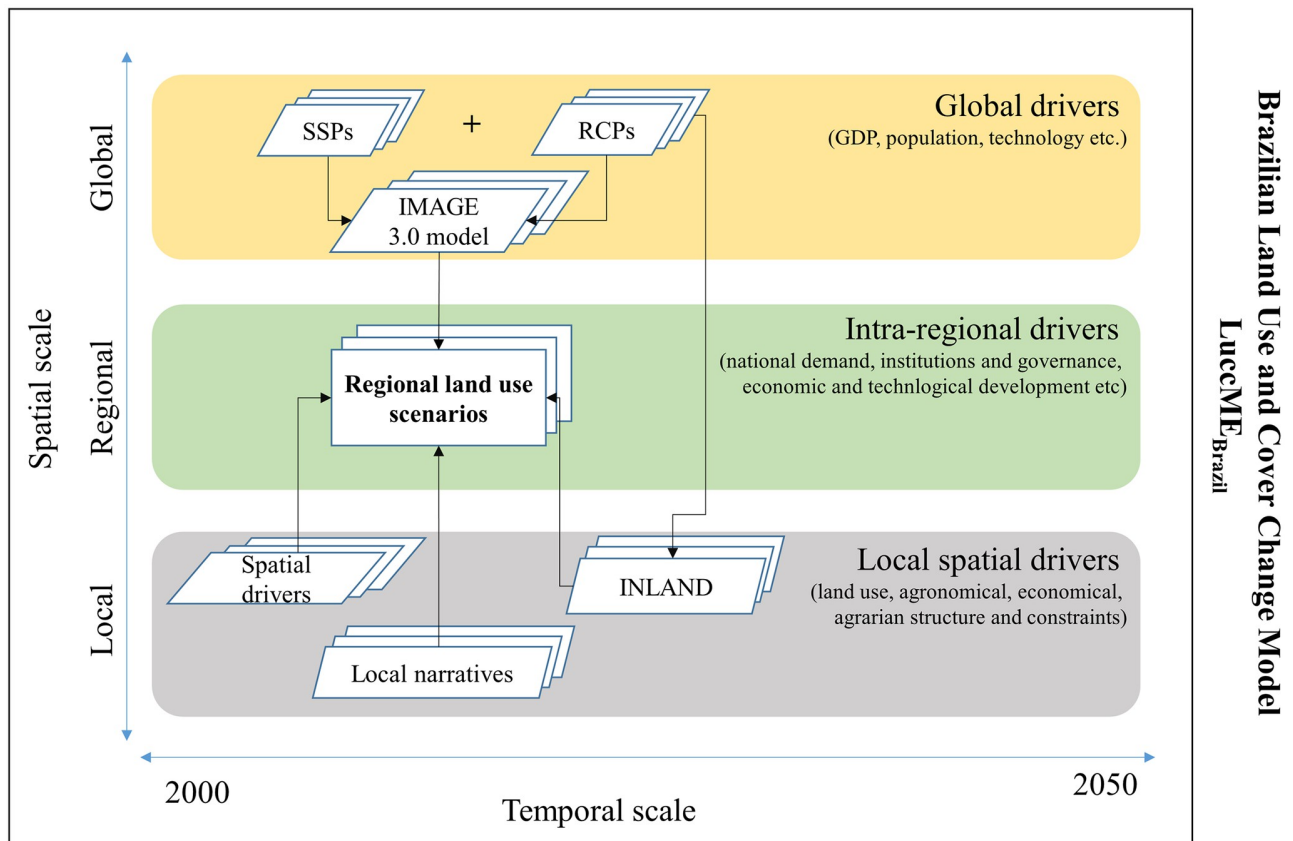 Global drivers
(GDP, population, technology etc.)
SSPs
+
RCPs
IMAGE
3.0 model
Intra-regional drivers
(national demand, institutions and governance,
economic and technlogical development etc)
Regional land use
scenarios
Local spatial drivers
(land use, agronomical, economical,
agrarian structure and constraints)
Spatial
drivers
INLAND
Local narratives
Spatial scale
Global
Regional
Local
2000
2050
Temporal scale
Brazilian Land Use and Cover Change Model
LuccME Brazil